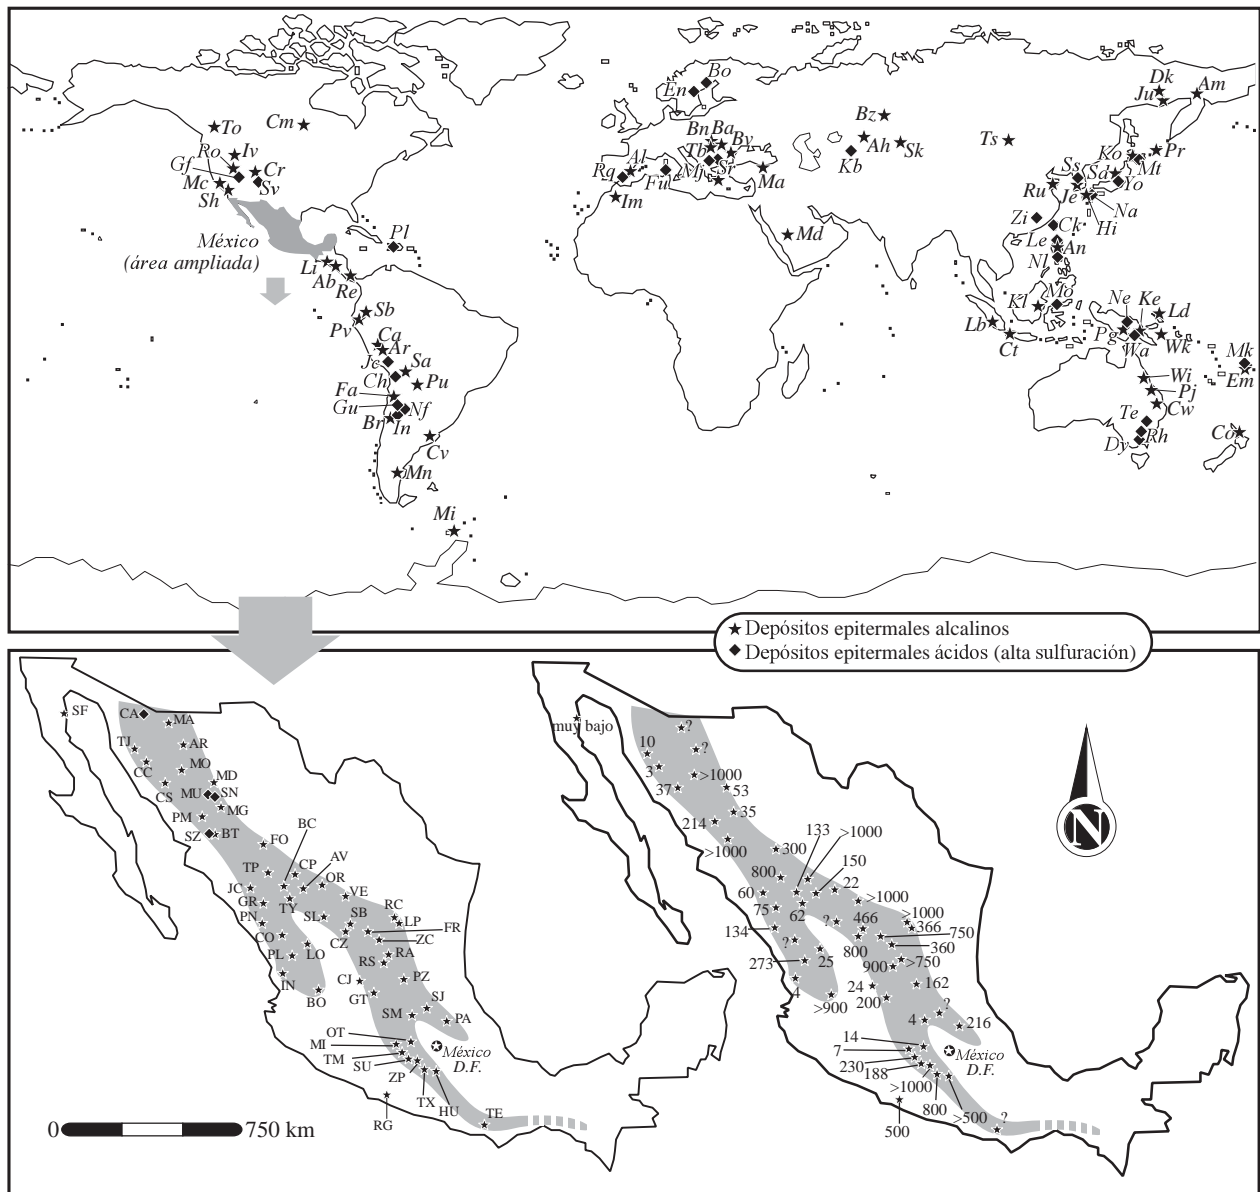 Bo
En
Dk
Ju
Am
To
Cm
Bz
Bn Ba
By
Ts
Ro
Iv
Gf
Cr
Tb
Al
Ah
Sk
Kb
Ko
Pr
Mt
Mc
Sv
Sh
Rq
Fu
Mj
Sr
Ma
Im
Ss
Sd
Ru
Je
Yo
Na
Hi
Zi
Ck
México
(área ampliada)
Pl
Md
Le
An
Nl
Li
Ab
Re
Mo
Kl
Sb
Pv
Ne
Ke
Ld
Lb
Ct
Pg
Wa
Wk
Ca
Ar
Jc
Sa
Ch
Pu
Mk
Em
Fa
Gu
Nf
Br
In
Wi
Pj
Cw
Te
Cv
Rh
Dy
Co
Mn
Mi
Depósitos epitermales alcalinos
Depósitos epitermales ácidos (alta sulfuración)
SF
CA
MA
TJ
AR
CC
MO
CS
MD
MU
SN
MG
PM
SZ
BT
BC
FO
TP
CP
AV
JC
OR
GR
TY
VE
PN
SL
SB
RC
LP
FR
CO
CZ
ZC
PL
LO
RS
RA
IN
CJ
PZ
BO
GT
SJ
SM
PA
OT
MI
TM
SU
ZP
México
D.F.
TX
HU
TE
RG
0
750 km
muy bajo
?
10
?
3
>1000
37
53
35
214
133
>1000
>1000
300
800
150
60
22
>1000
75
62
?
466
>1000
366
134
750
?
800
360
273
25
900
>750
4
24
162
>900
200
?
4
216
14
7
230
188
México
D.F.
>1000
800
>500
?
500
N